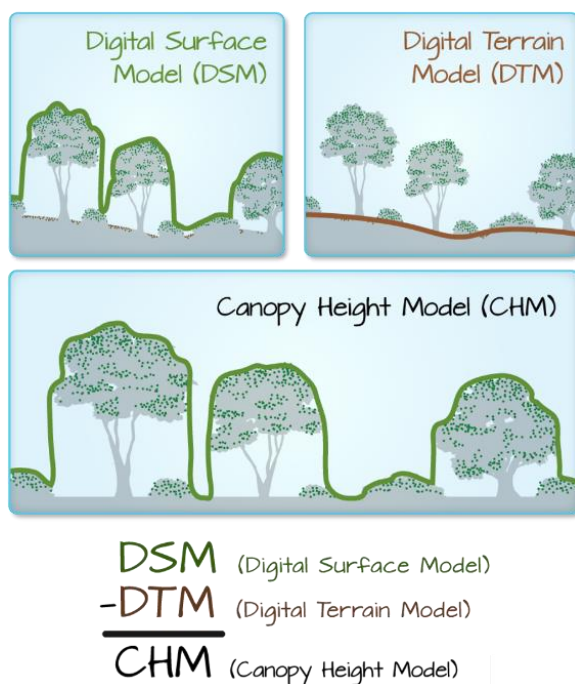 Digital Surface
Model (DSM)
Digital Terrain
Model (DTM)
Canopy Height Model (CHM)
DSM (Digital Surface Model)
-DTM (Digital Terrain Model)
CHM (Canopy Height Model)